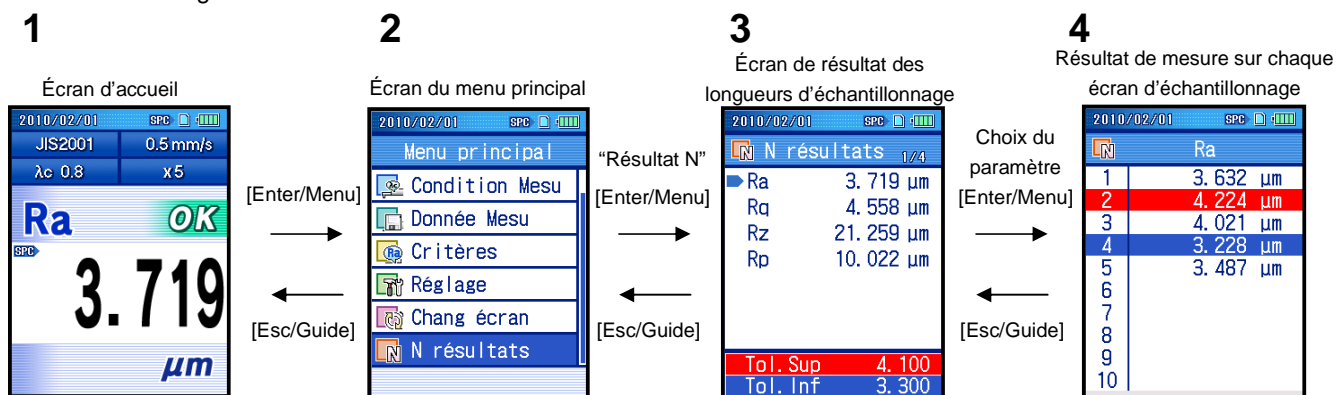 1
Écran d'accueil
2010/02/01 SPC
JIS2001 0.5 mm/s
λc 0.8 x5
Ra OK
SPC
3.719
µm
[Enter/Menu]
[Esc/Guide]
2
Écran du menu principal
2010/02/01 SPC
Menu principal
Condition Mesu
Donnée Mesu
Ra Critères
Réglage
Chang écran
N N résultats
"Résultat N"
[Enter/Menu]
[Esc/Guide]
3
Écran de résultat des
longueurs d'échantillonnage
2010/02/01 SPC
N N résultats 1/4
Ra 3.719 µm
Rq 4.558 µm
Rz 21.259 µm
Rp 10.022 µm
Tol.Sup 4.100
Tol.Inf 3.300
Choix du
paramètre
[Enter/Menu]
[Esc/Guide]
4
Résultat de mesure sur chaque
écran d'échantillonnage
2010/02/01 SPC
N Ra
1 3.632 µm
2 4.224 µm
3 4.021 µm
4 3.228 µm
5 3.487 µm
6
7
8
9
10